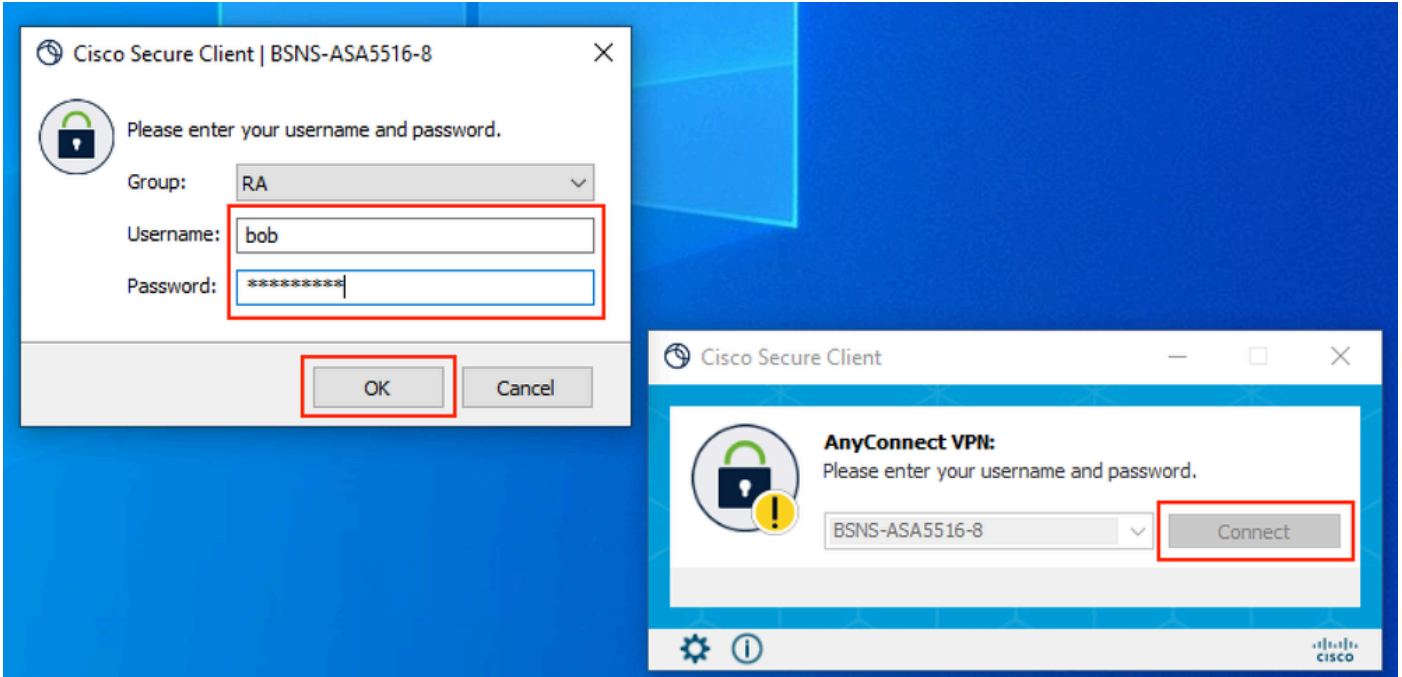 Cisco Secure Client | BSNS-ASA5516-8
Please enter your username and password.
Group: RA
Username: bob
Password: *********
OK Cancel
Cisco Secure Client
AnyConnect VPN:
Please enter your username and password.
BSNS-ASA5516-8 Connect
CISCO